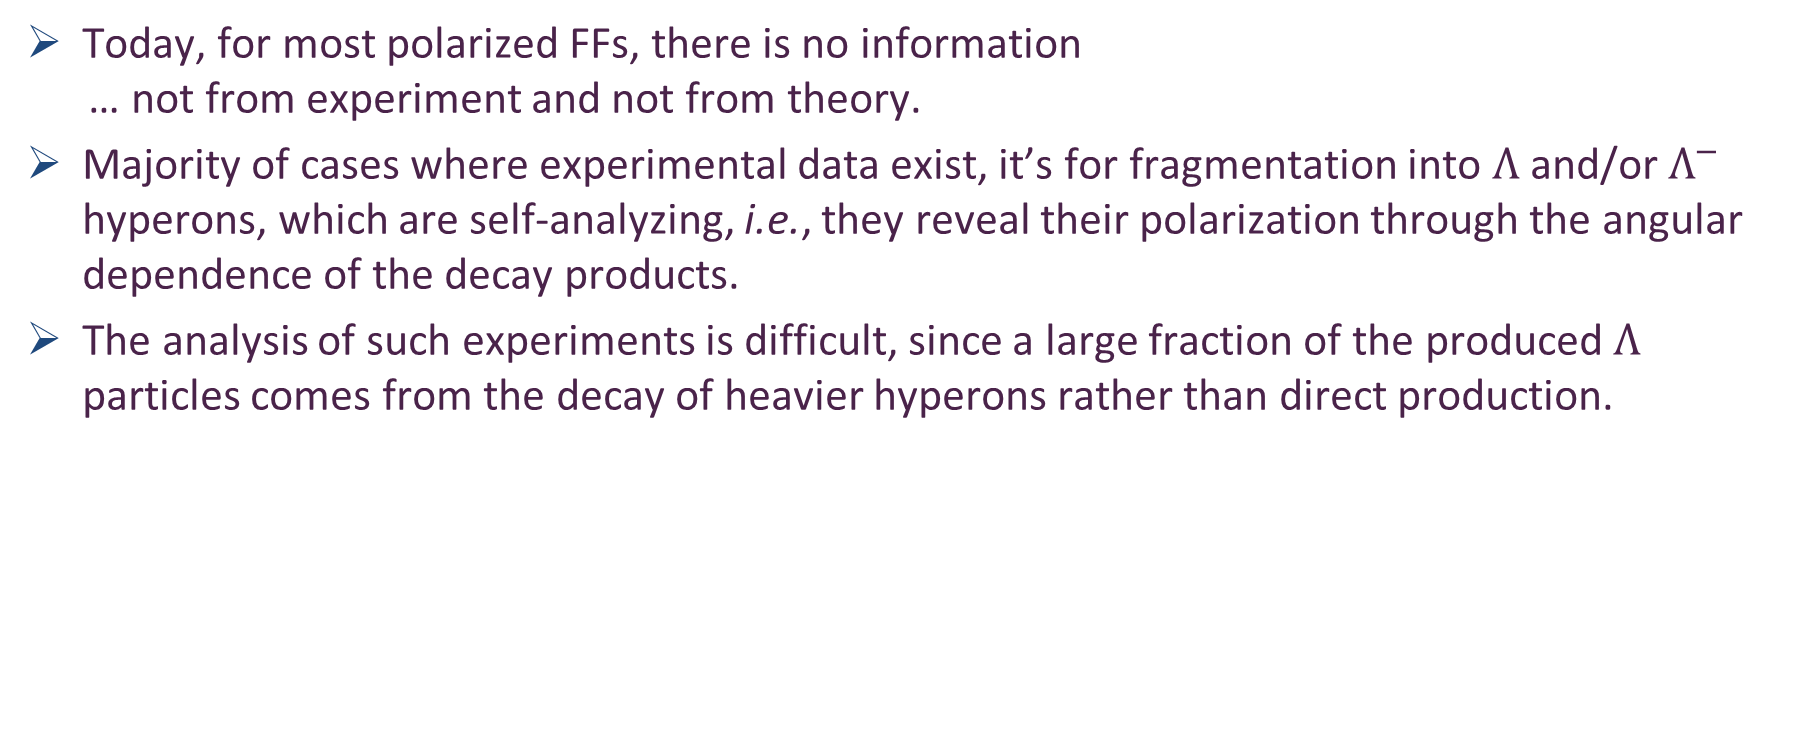 ➢ Today, for most polarized FFs, there is no information
… not from experiment and not from theory.
➢ Majority of cases where experimental data exist, it’s for fragmentation into Λ and/or Λ⁻
hyperons, which are self-analyzing, i.e., they reveal their polarization through the angular
dependence of the decay products.
➢ The analysis of such experiments is difficult, since a large fraction of the produced Λ
particles comes from the decay of heavier hyperons rather than direct production.